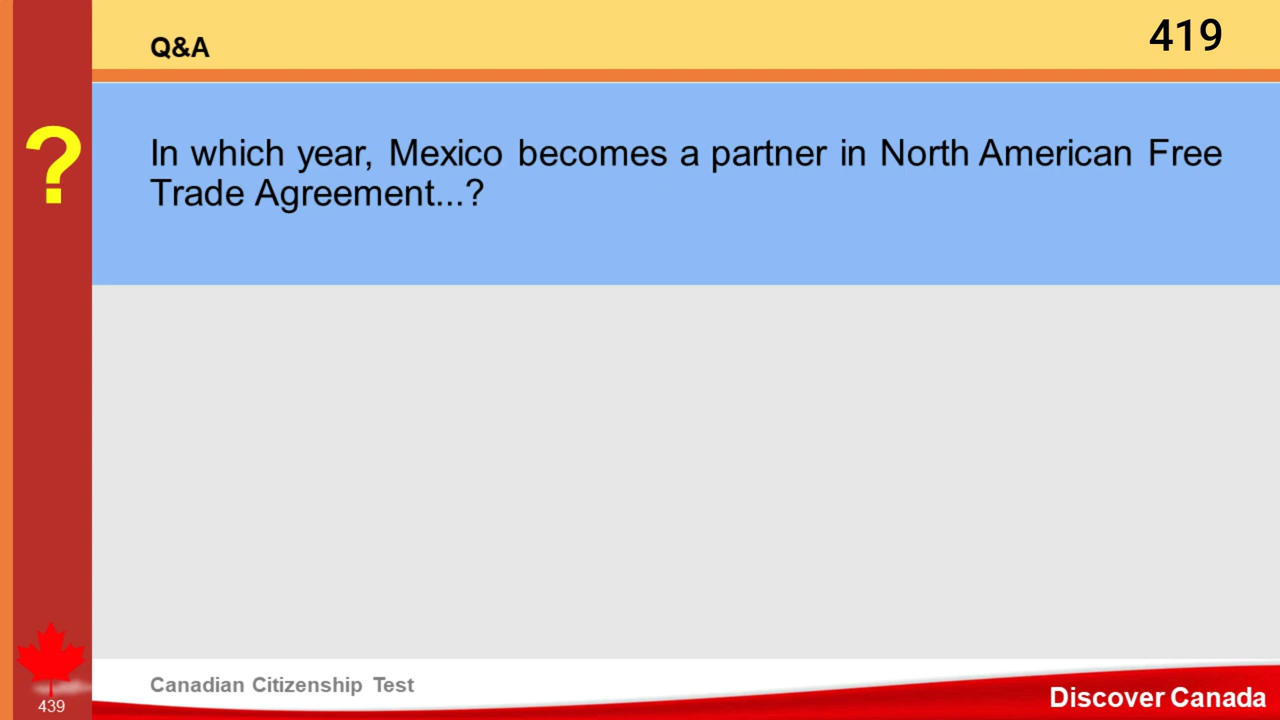 Q&A
419
?
In which year, Mexico becomes a partner in North American Free
Trade Agreement...?
439
Canadian Citizenship Test
Discover Canada